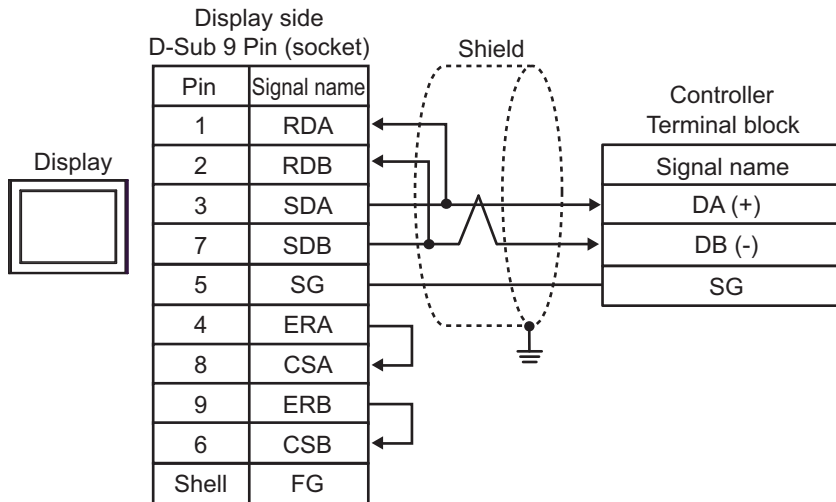 Display side
D-Sub 9 Pin (socket)
Shield
Controller
Terminal block
Display
Pin Signal name
1 RDA
2 RDB
3 SDA
7 SDB
5 SG
4 ERA
8 CSA
9 ERB
6 CSB
Shell FG
Signal name
DA (+)
DB (-)
SG